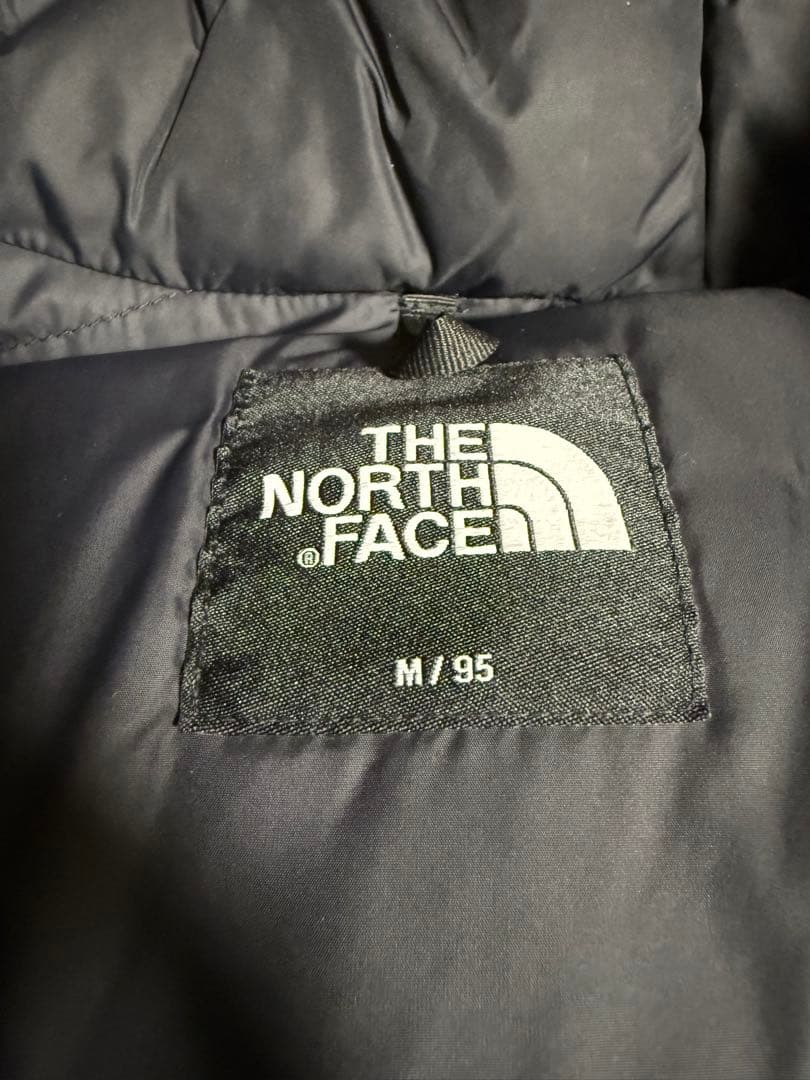 THE
NORTH
®FACE
M / 95